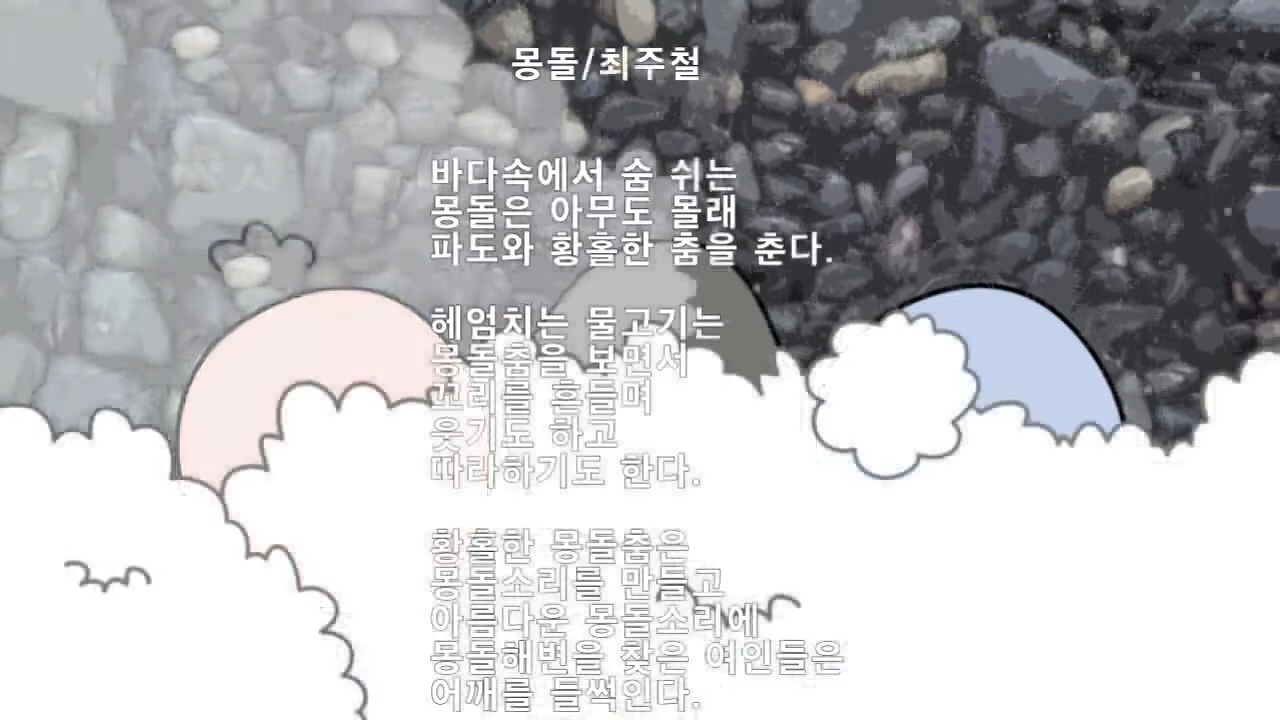 몽돌/최주철
바다속에서 숨 쉬는
몽돌은 아무도 몰래
파도와 황홀한 춤을 춘다.
헤엄치는 물고기는
몽돌춤을 보면서
꼬리를 흔들며
웃기도 하고
따라하기도 한다.
황홀한 몽돌춤은
몽돌소리를 만들고
아름다운 몽돌소리에
몽돌해변을 찾은 여인들은
어깨를 들썩인다.